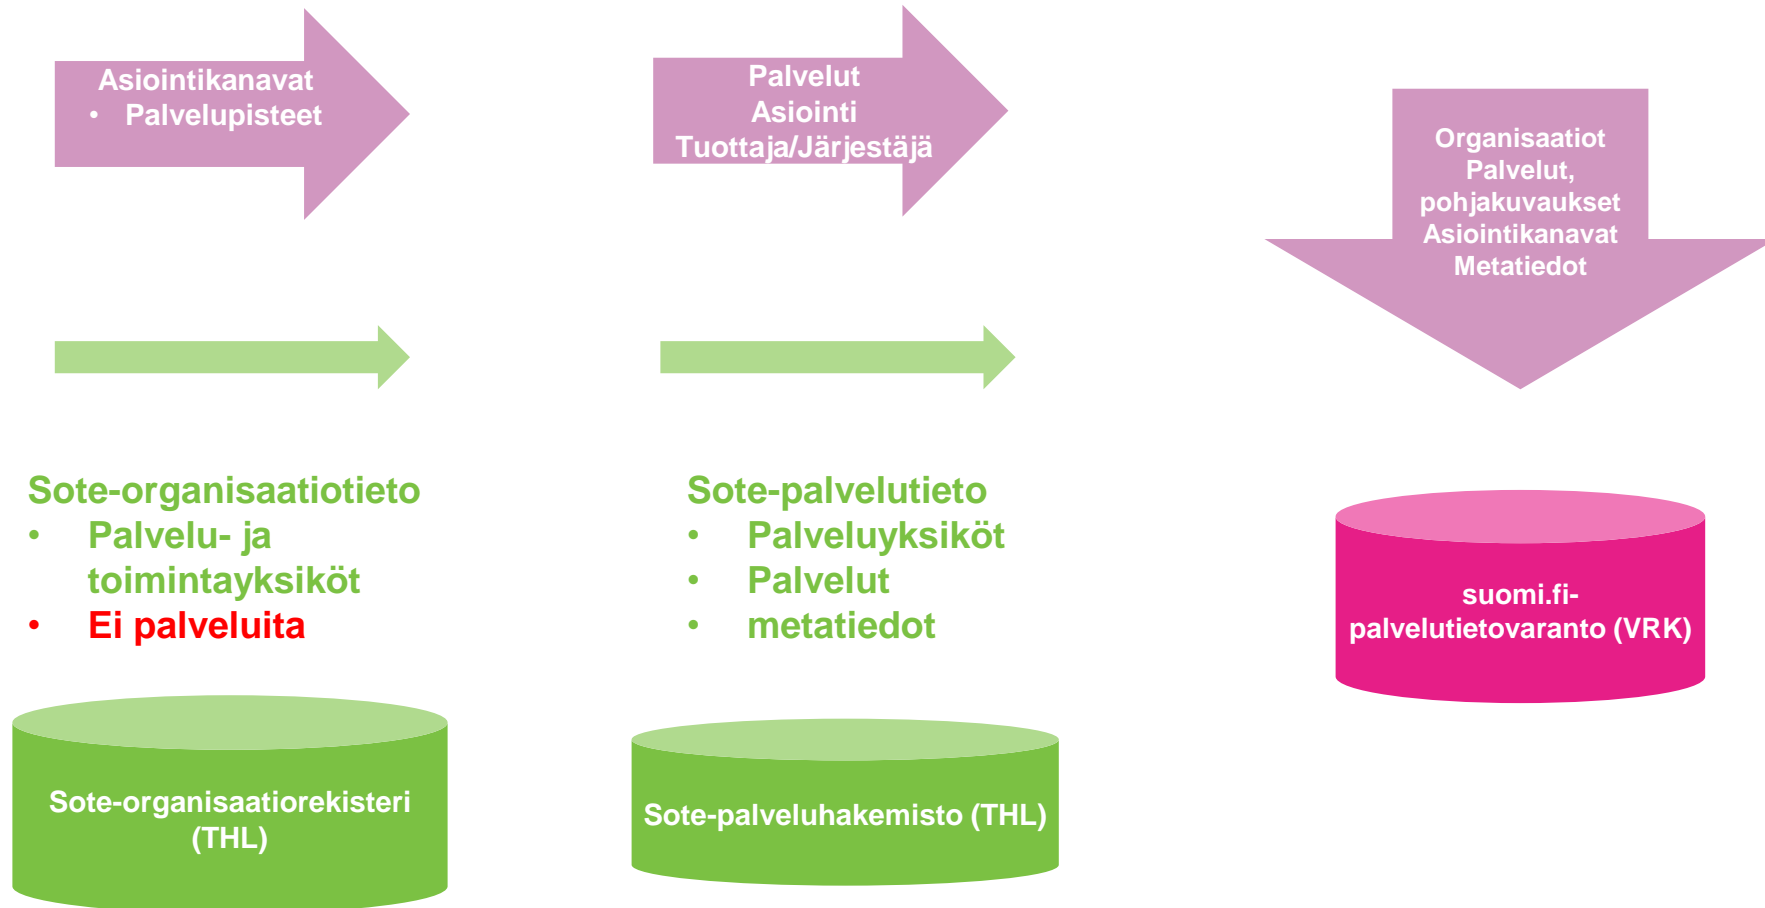 Asiointikanavat
• Palvelupisteet
Palvelut
Asiointi
Tuottaja/Järjestäjä
Organisaatiot
Palvelut,
pohjakuvaukset
Asiointikanavat
Metatiedot
Sote-organisaatiotieto
• Palvelu- ja
toimintayksiköt
• Ei palveluita
Sote-palvelutieto
• Palveluyksiköt
• Palvelut
• metatiedot
suomi.fi-
palvelutietovaranto (VRK)
Sote-organisaatiorekisteri
(THL)
Sote-palveluhakemisto (THL)